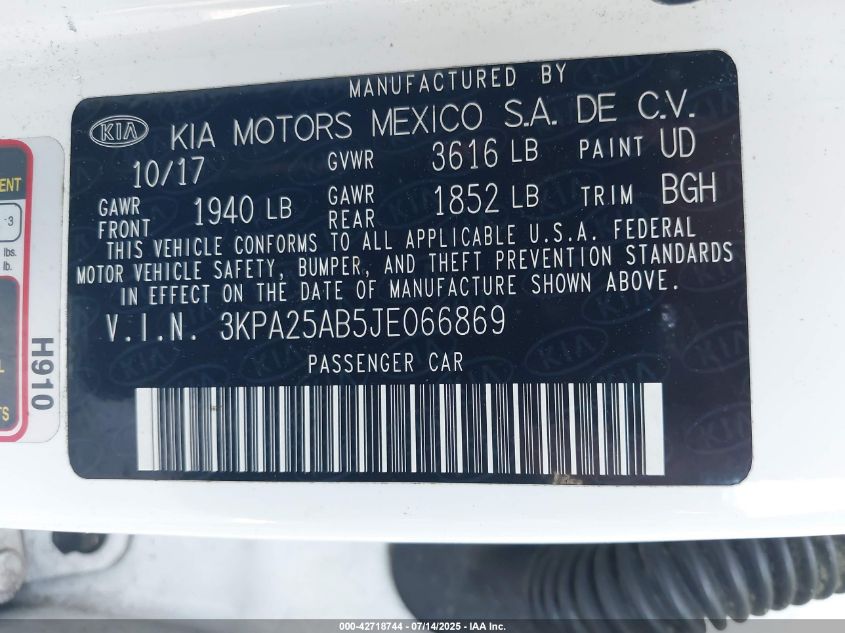 MANUFACTURED BY
KIA KIA MOTORS MEXICO S.A. DE C.V.
10/17 GVWR 3616 LB PAINT UD
GAWR FRONT 1940 LB GAWR REAR 1852 LB TRIM BGH
THIS VEHICLE CONFORMS TO ALL APPLICABLE U.S.A. FEDERAL
MOTOR VEHICLE SAFETY, BUMPER, AND THEFT PREVENTION STANDARDS
IN EFFECT ON THE DATE OF MANUFACTURE SHOWN ABOVE.
V.I.N. 3KPA25AB5JE066869
PASSENGER CAR
-3
lbs.
lb.
H910
000-42718744 - 07/14/2025 - IAA Inc.